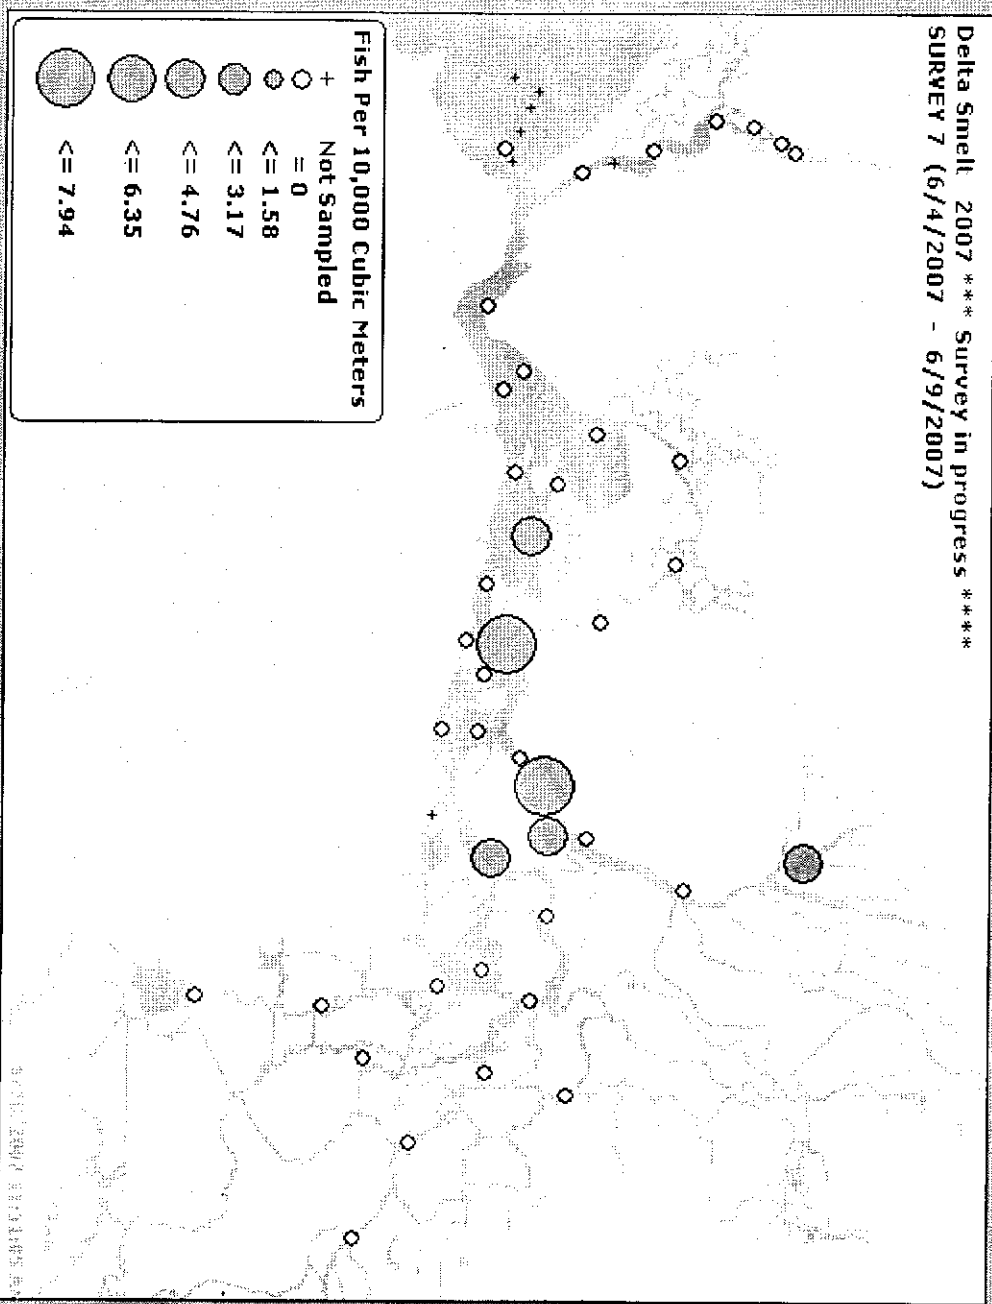 Delta Smelt 2007 *** Survey in progress ****
SURVEY 7 (6/4/2007 - 6/9/2007)
Fish Per 10,000 Cubic Meters
+ Not Sampled
= 0
<= 1.58
<= 3.17
<= 4.76
<= 6.35
<= 7.94